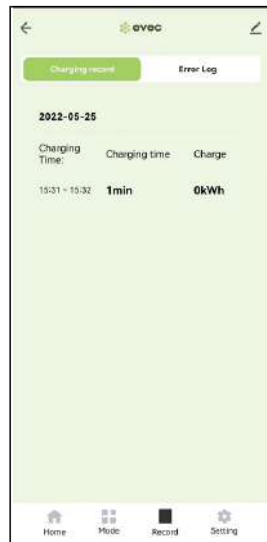 evec
Charging record Error Log
2022-05-25
Charging Time: Charging time Charge
15:31 - 15:32 1min 0kWh
Home Mode Record Setting